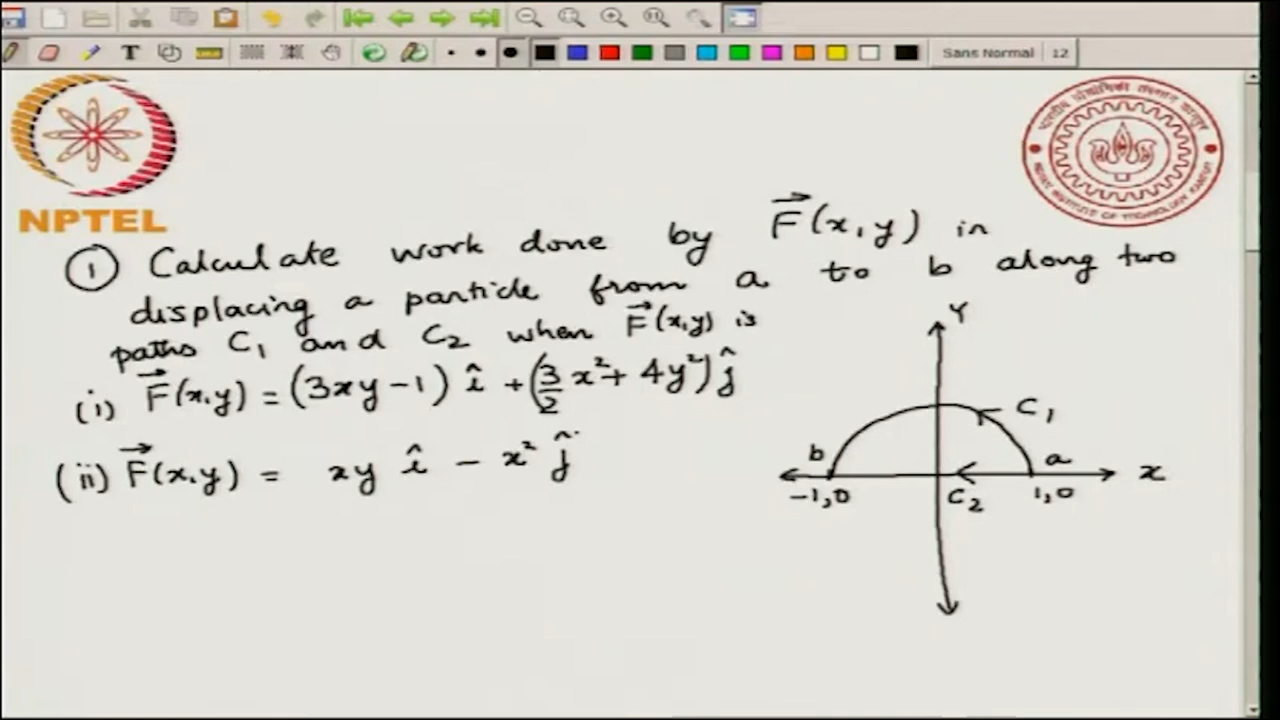 Sans Normal 12
NPTEL
① Calculate work done by F⃗(x,y) in
displacing a particle from a to b along two
paths C₁ and C₂ when F⃗(x,y) is
(i) F⃗(x,y) = (3xy-1) î + (3/2 x² + 4y²) ĵ
(ii) F⃗(x,y) = xy î - x² ĵ
Y
C₁
b
a
x
-1,0
C₂
1,0